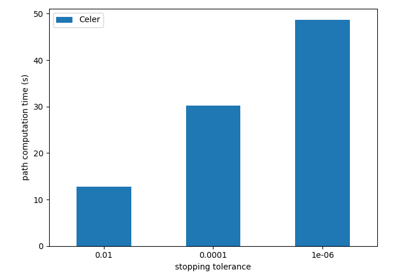 Celer
50
40
30
20
10
0
path computation time (s)
0.01
0.0001
1e-06
stopping tolerance